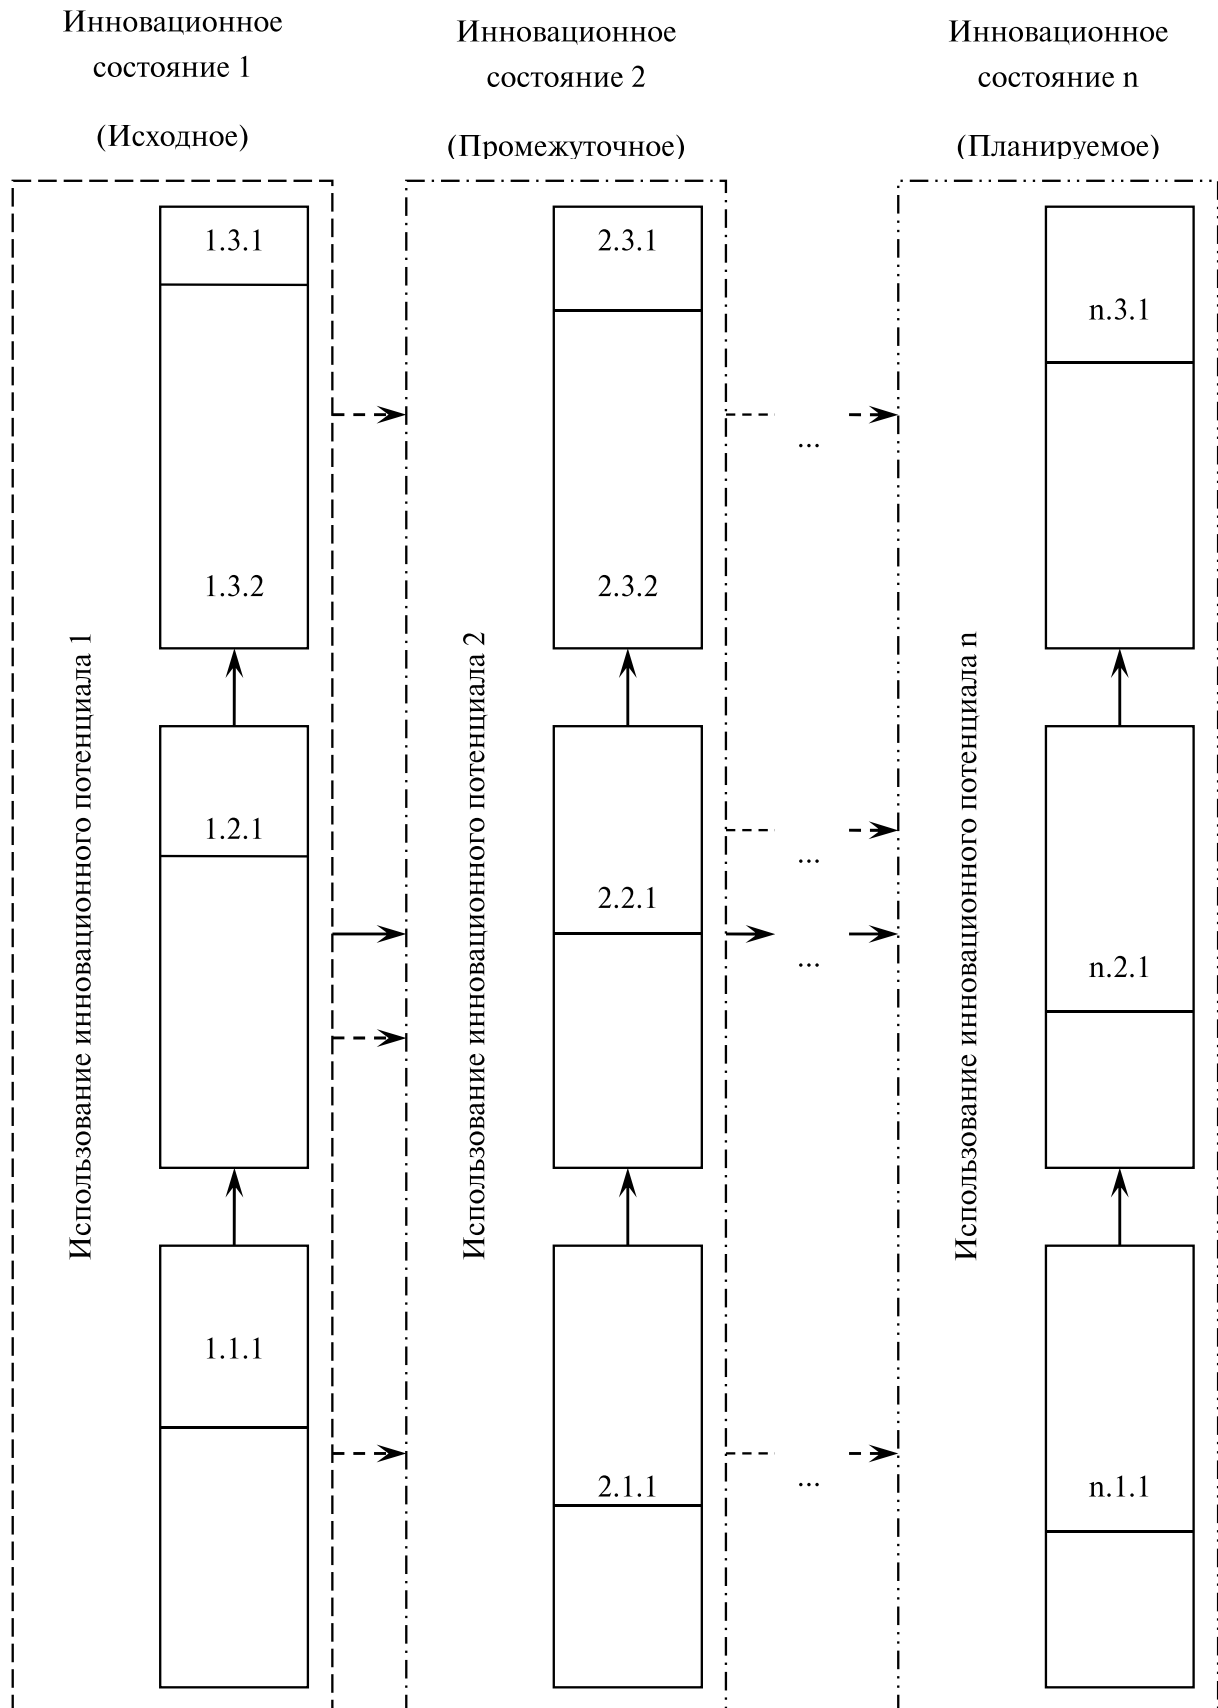 Инновационное
состояние 1
(Исходное)
Инновационное
состояние 2
(Промежуточное)
Инновационное
состояние n
(Планируемое)
Использование инновационного потенциала 1
1.3.1
1.3.2
1.2.1
1.1.1
Использование инновационного потенциала 2
2.3.1
2.3.2
2.2.1
2.1.1
...
...
...
...
Использование инновационного потенциала n
n.3.1
n.2.1
n.1.1